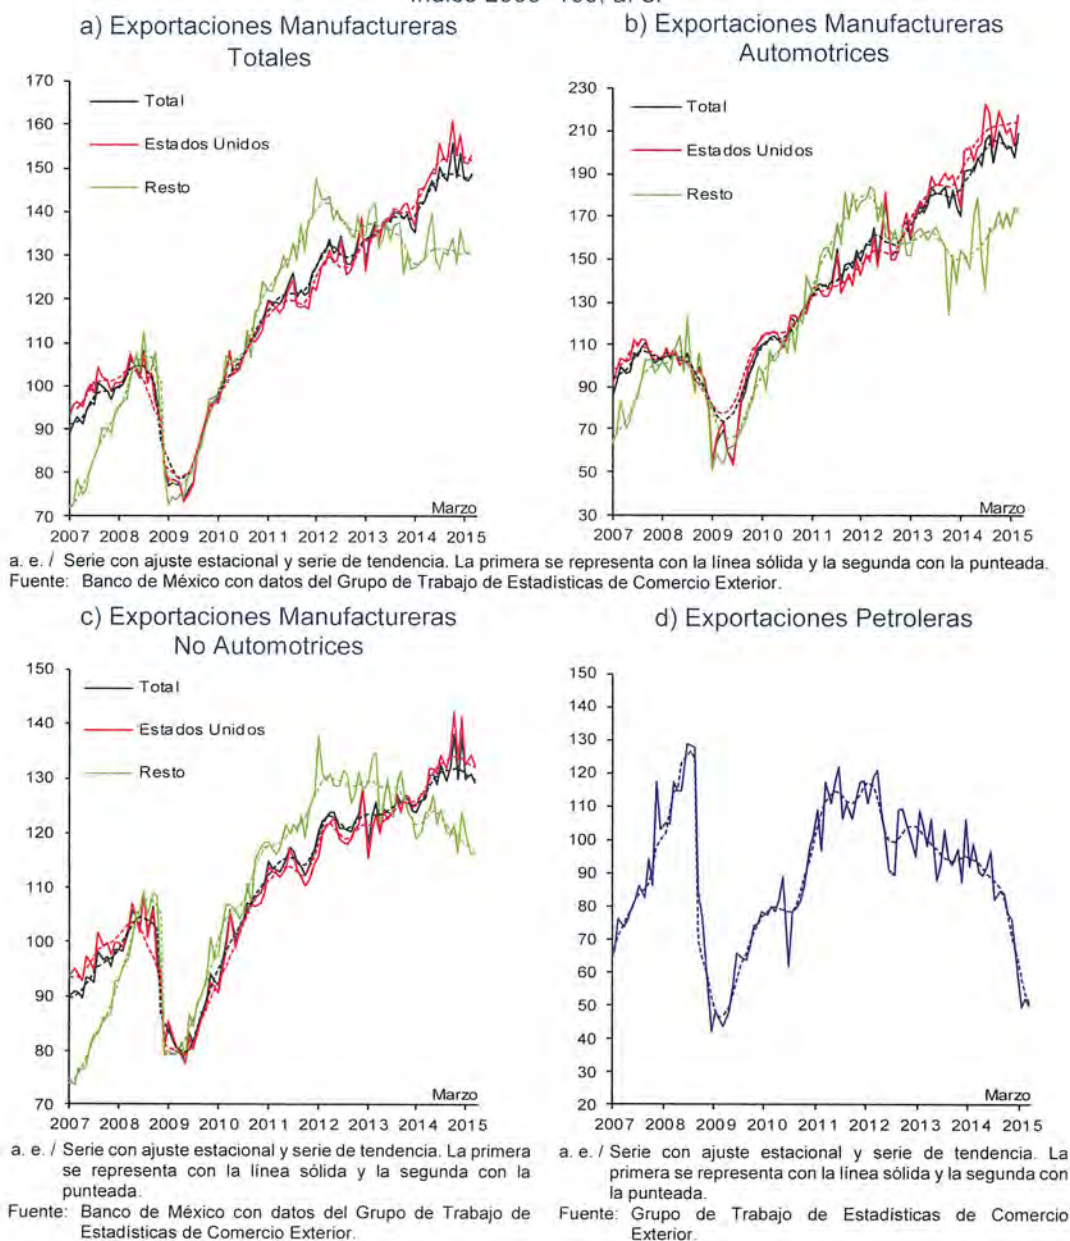 a) Exportaciones Manufactureras
Totales
170
160
150
140
130
120
110
100
90
80
70
Total
Estados Unidos
Resto
Marzo
2007 2008 2009 2010 2011 2012 2013 2014 2015
b) Exportaciones Manufactureras
Automotrices
230
210
190
170
150
130
110
90
70
50
30
Total
Estados Unidos
Resto
Marzo
2007 2008 2009 2010 2011 2012 2013 2014 2015
a. e. / Serie con ajuste estacional y serie de tendencia. La primera se representa con la línea sólida y la segunda con la punteada.
Fuente: Banco de México con datos del Grupo de Trabajo de Estadísticas de Comercio Exterior.
c) Exportaciones Manufactureras
No Automotrices
150
140
130
120
110
100
90
80
70
Total
Estados Unidos
Resto
Marzo
2007 2008 2009 2010 2011 2012 2013 2014 2015
a. e. / Serie con ajuste estacional y serie de tendencia. La primera
se representa con la línea sólida y la segunda con la
punteada.
Fuente: Banco de México con datos del Grupo de Trabajo de
Estadísticas de Comercio Exterior.
d) Exportaciones Petroleras
150
140
130
120
110
100
90
80
70
60
50
40
30
20
Marzo
2007 2008 2009 2010 2011 2012 2013 2014 2015
a. e. / Serie con ajuste estacional y serie de tendencia. La
primera se representa con la línea sólida y la segunda con
la punteada.
Fuente: Grupo de Trabajo de Estadísticas de Comercio
Exterior.